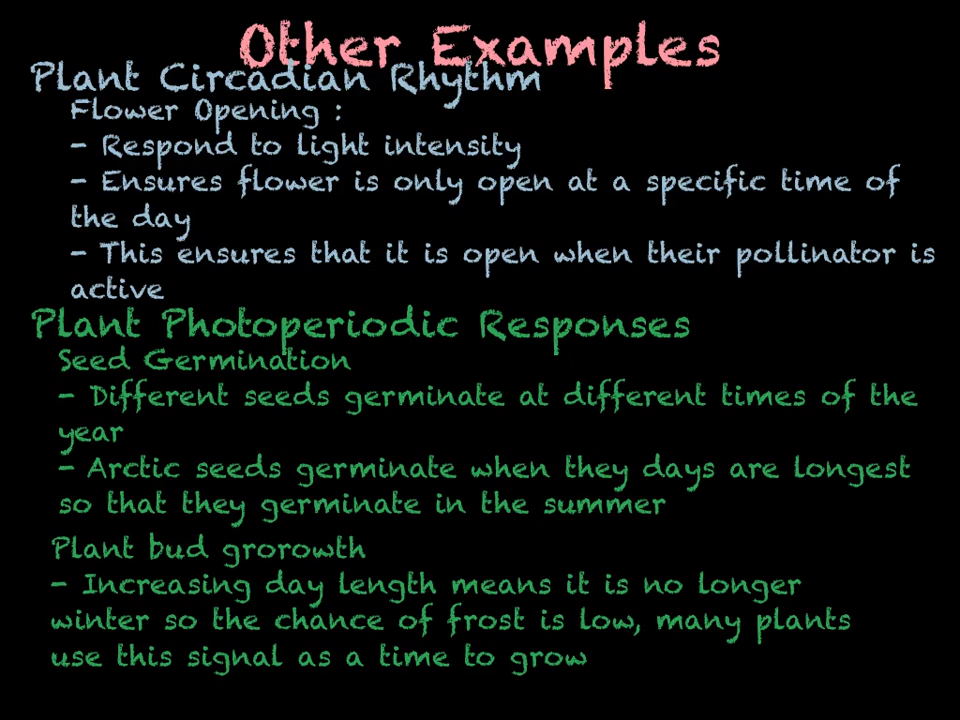 Other Examples
Plant Circadian Rhythm
Flower Opening :
- Respond to light intensity
- Ensures flower is only open at a specific time of
the day
- This ensures that it is open when their pollinator is
active
Plant Photoperiodic Responses
Seed Germination
- Different seeds germinate at different times of the
year
- Arctic seeds germinate when they days are longest
so that they germinate in the summer
Plant bud grorowth
- Increasing day length means it is no longer
winter so the chance of frost is low, many plants
use this signal as a time to grow